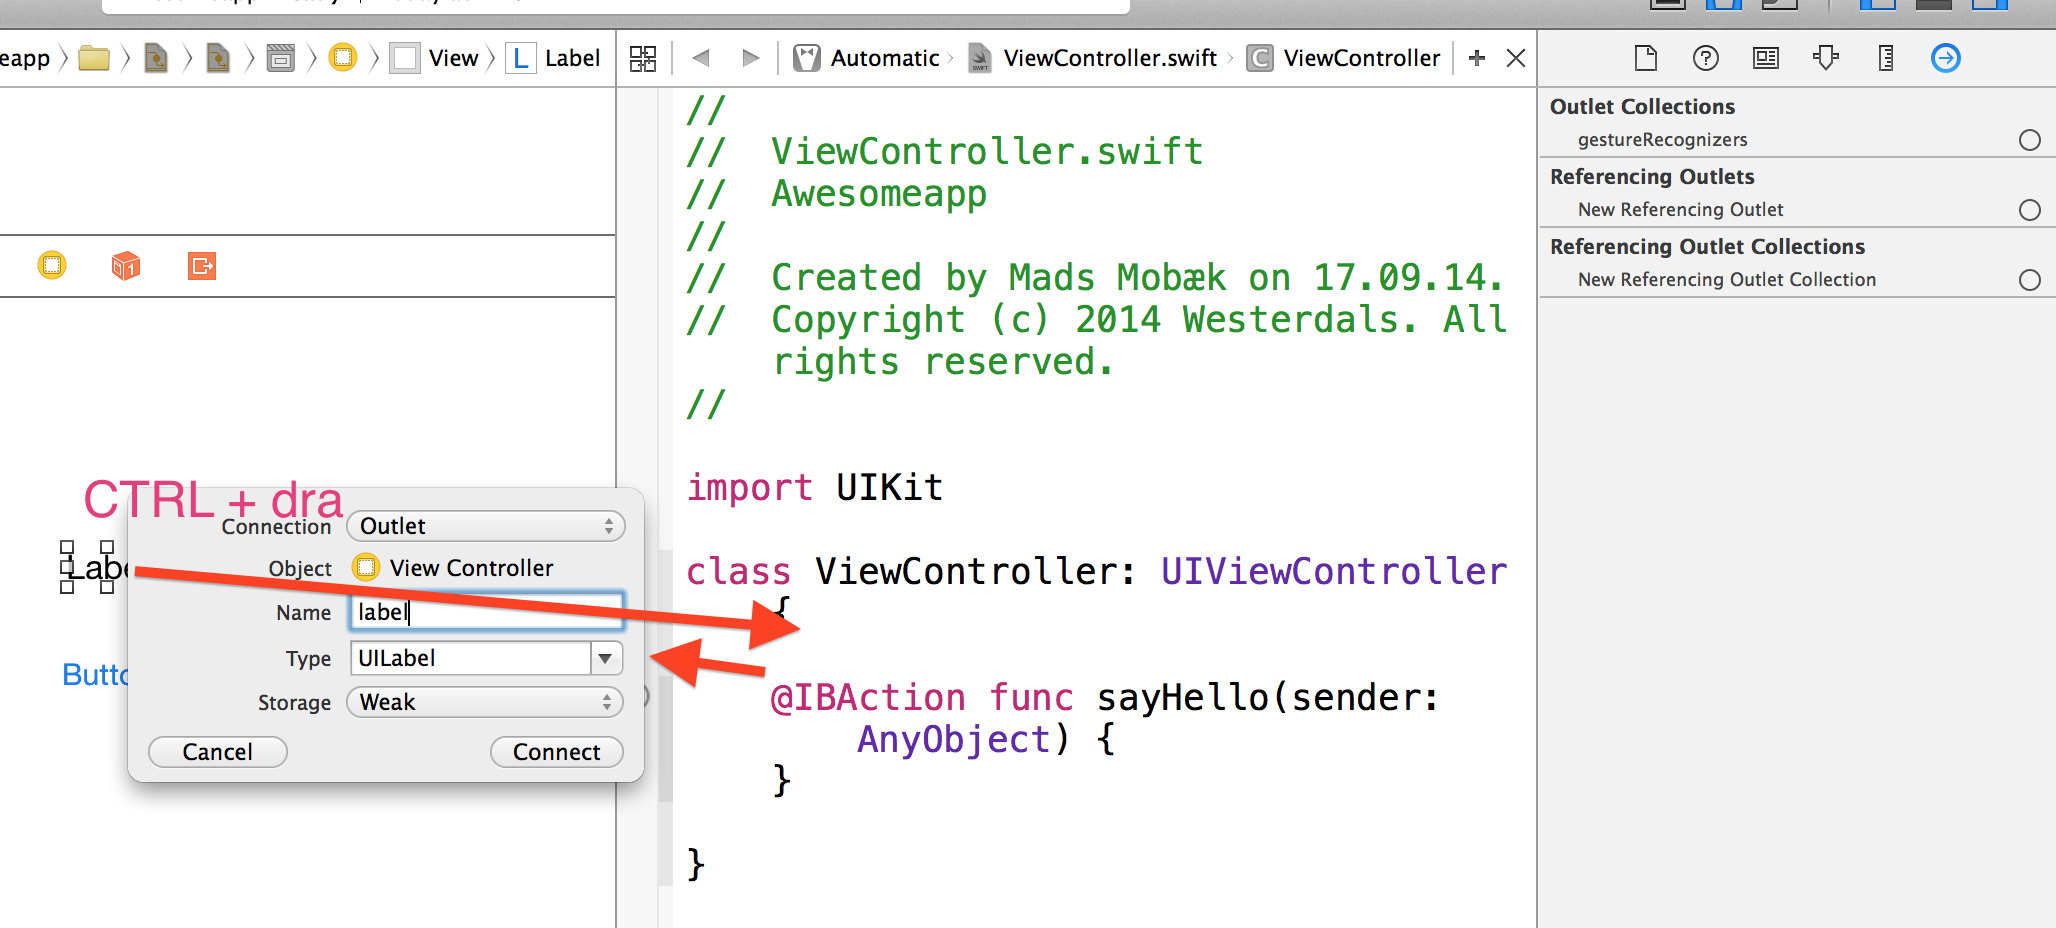 eapp View L Label
Automatic ViewController.swift C ViewController
//
// ViewController.swift
// Awesomeapp
//
// Created by Mads Mobæk on 17.09.14.
// Copyright (c) 2014 Westerdals. All
rights reserved.
//
import UIKit
class ViewController: UIViewController
{
@IBAction func sayHello(sender:
AnyObject) {
}
}
CTRL + dra
Labe
Butto
Connection Outlet
Object View Controller
Name label
Type UILabel
Storage Weak
Cancel Connect
Outlet Collections
gestureRecognizers
Referencing Outlets
New Referencing Outlet
Referencing Outlet Collections
New Referencing Outlet Collection